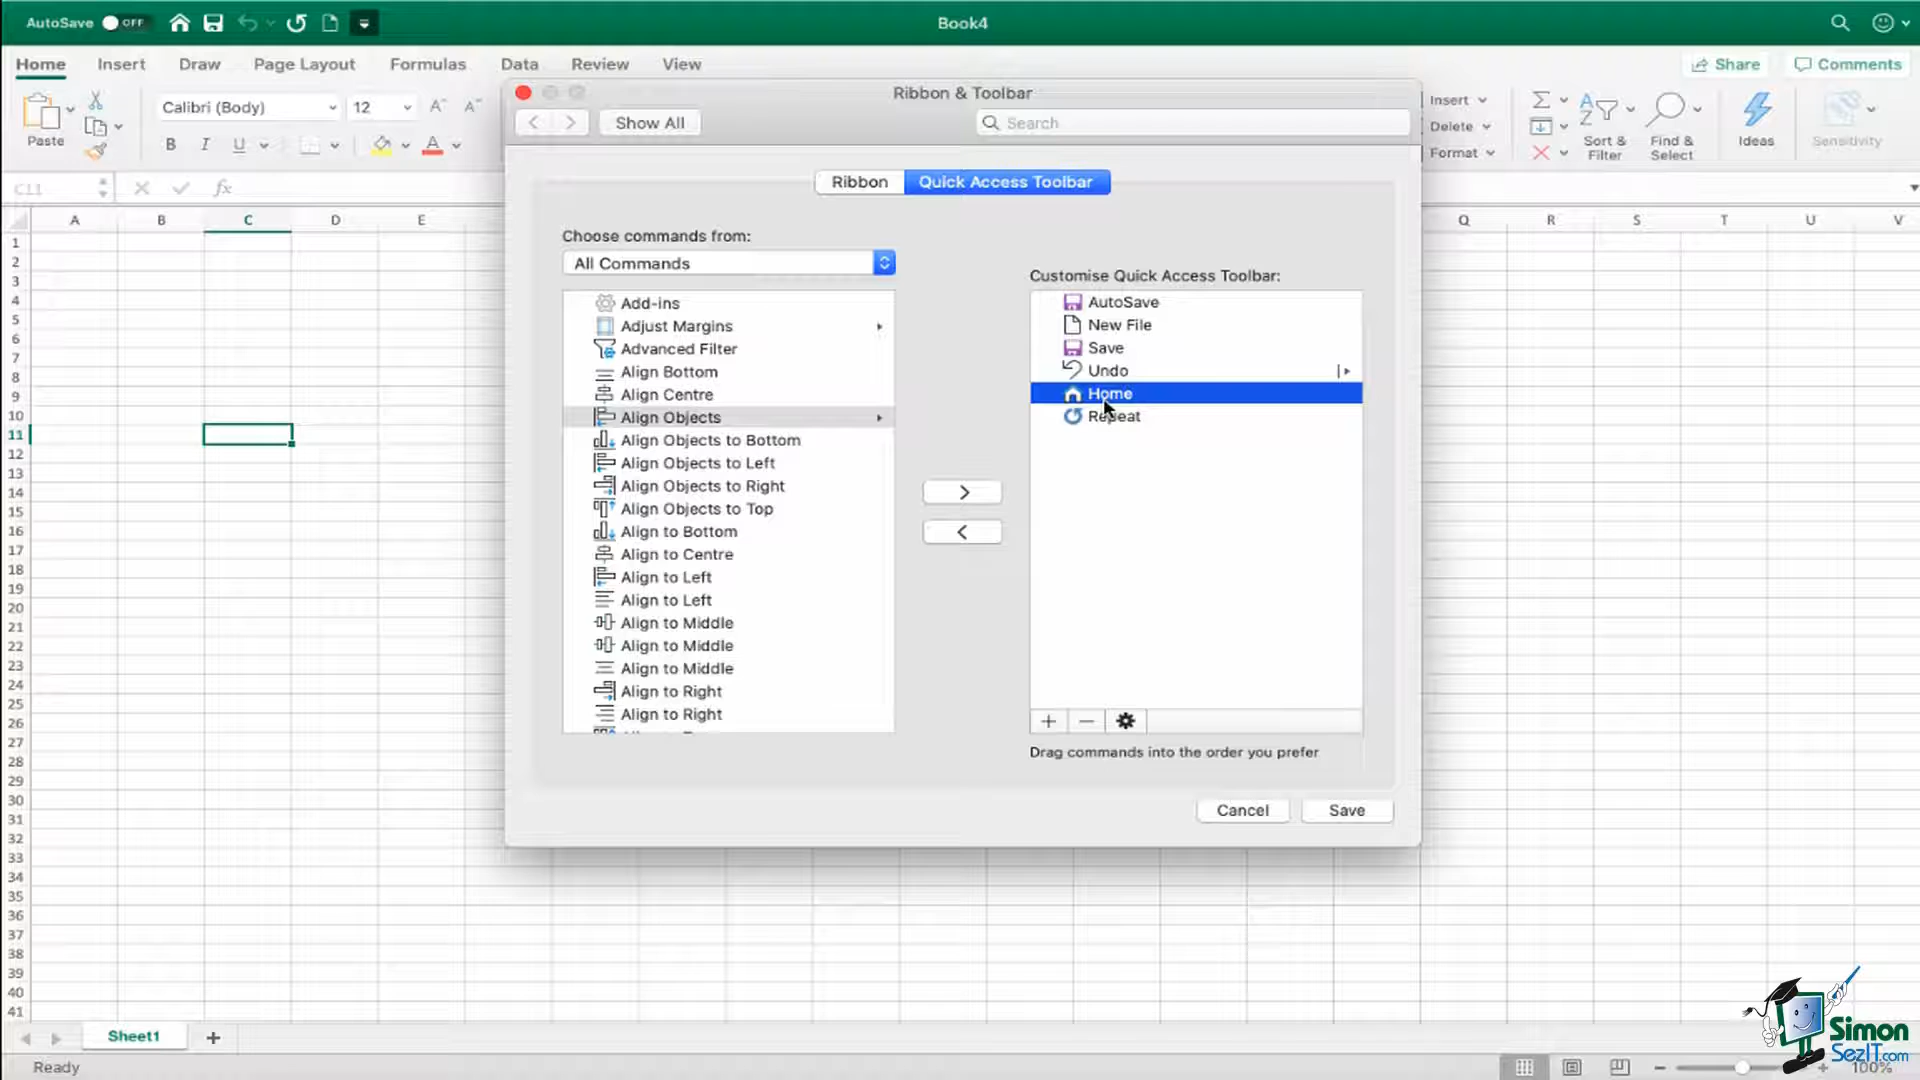 AutoSave OFF
Book4
Home Insert Draw Page Layout Formulas Data Review View
Share Comments
Ribbon & Toolbar
Show All
Search
Paste
Calibri (Body) 12
B I U A
Insert
Delete
Format
Sort & Filter
Find & Select
Ideas
Sensitivity
C11 fx
Ribbon Quick Access Toolbar
A B C D E Q R S T U V
Choose commands from:
All Commands
Add-ins
Adjust Margins
Advanced Filter
Align Bottom
Align Centre
Align Objects
Align Objects to Bottom
Align Objects to Left
Align Objects to Right
Align Objects to Top
Align to Bottom
Align to Centre
Align to Left
Align to Left
Align to Middle
Align to Middle
Align to Middle
Align to Right
Align to Right
Customise Quick Access Toolbar:
AutoSave
New File
Save
Undo
Home
Repeat
Drag commands into the order you prefer
Cancel Save
1
2
3
4
5
6
7
8
9
10
11
12
13
14
15
16
17
18
19
20
21
22
23
24
25
26
27
28
29
30
31
32
33
34
35
36
37
38
39
40
41
Sheet1
Ready
100%
Simon
SezIT.com